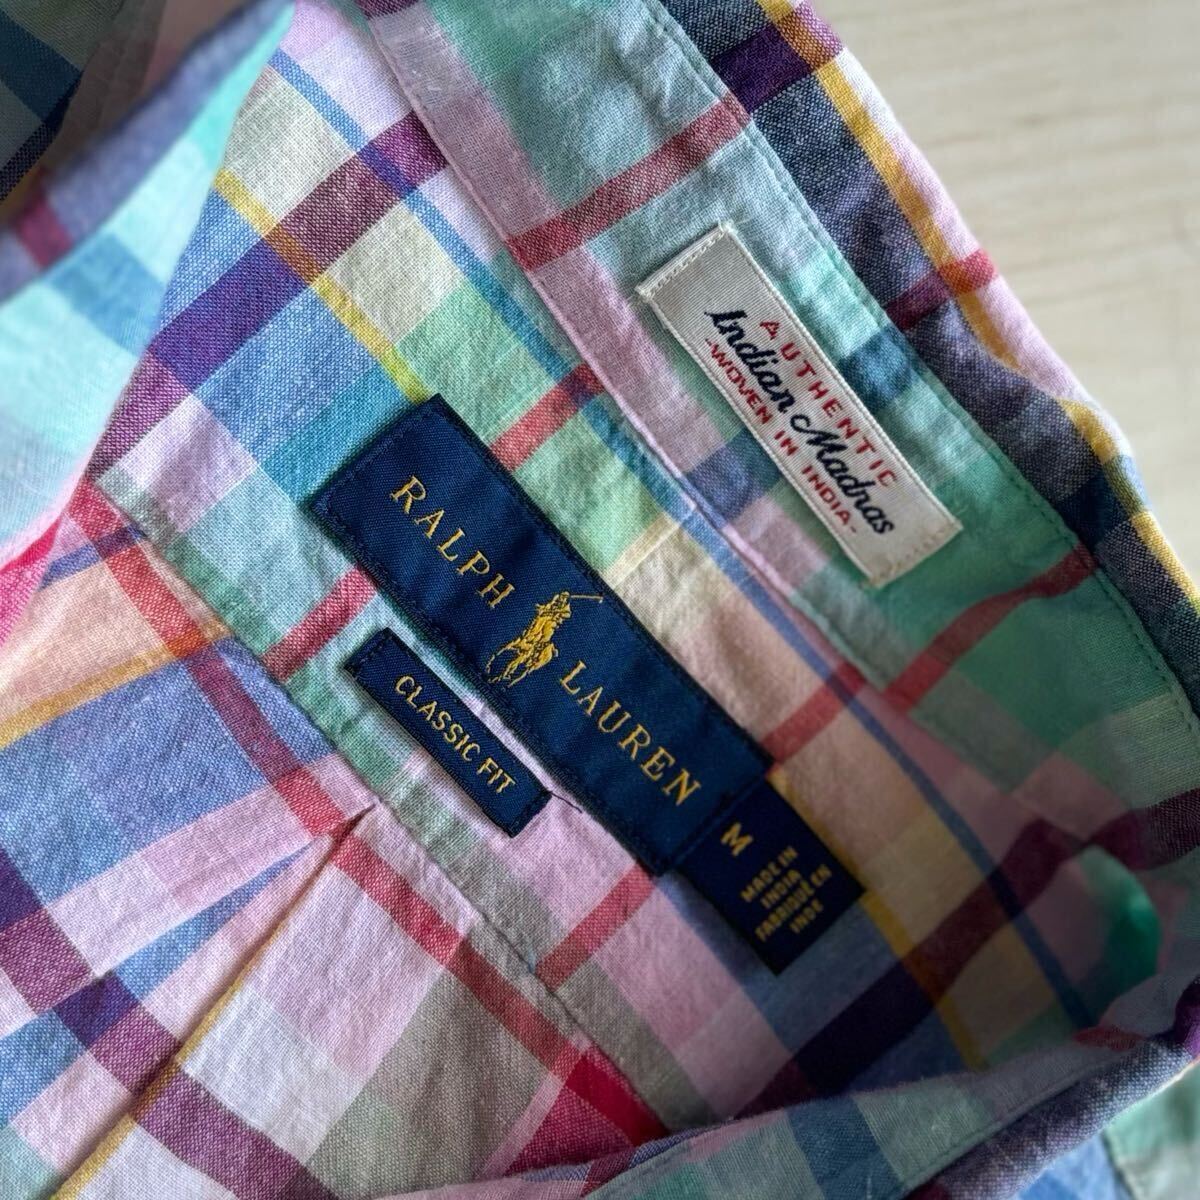 AUTHENTIC
Indian Madras
-WOVEN IN INDIA-
RALPH LAUREN
CLASSIC FIT
M
MADE IN
INDIA
FABRIQUÉ EN
INDE